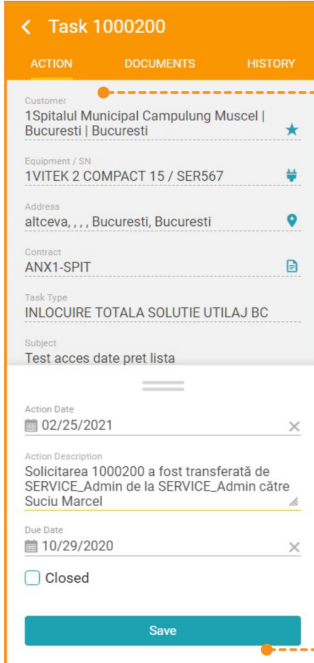 Task 1000200
ACTION DOCUMENTS HISTORY
Customer
1Spitalul Municipal Campulung Muscel |
Bucuresti | Bucuresti
Equipment / SN
1VITEK 2 COMPACT 15 / SER567
Address
altceva, , , , Bucuresti, Bucuresti
Contract
ANX1-SPIT
Task Type
INLOCUIRE TOTALA SOLUTIE UTILAJ BC
Subject
Test acces date pret lista
Action Date
02/25/2021
Action Description
Solicitarea 1000200 a fost transferată de
SERVICE_Admin de la SERVICE_Admin către
Suciu Marcel
Due Date
10/29/2020
Closed
Save